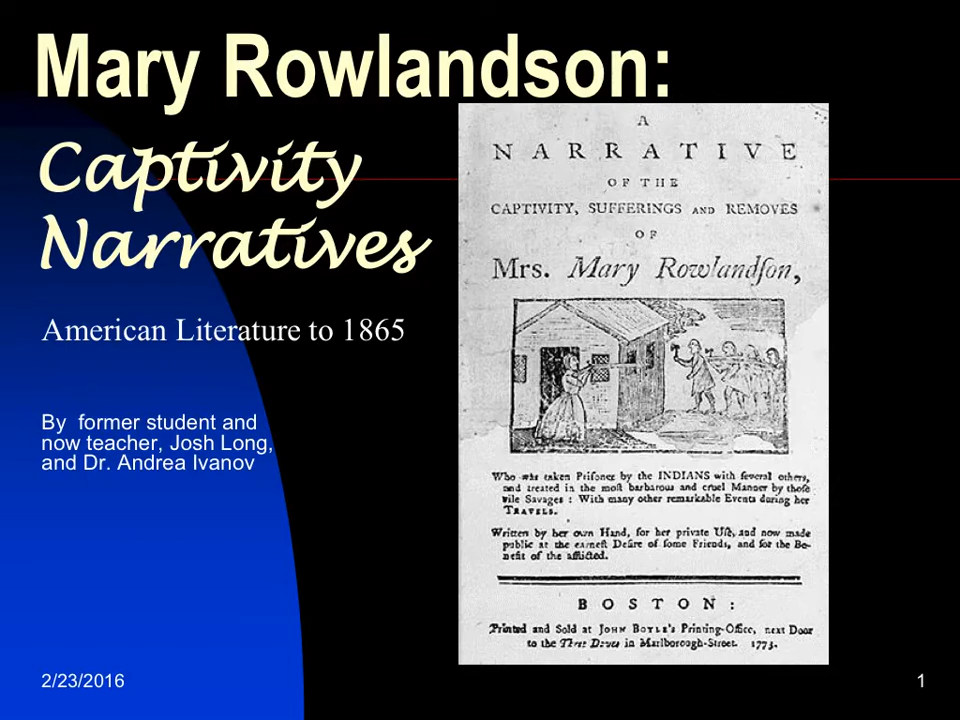 Mary Rowlandson:
Captivity
Narratives
American Literature to 1865
By former student and
now teacher, Josh Long,
and Dr. Andrea Ivanov
A
NARRATIVE
OF THE
CAPTIVITY, SUFFERINGS AND REMOVES
OF
Mrs. Mary Rowlandſon,
Who was taken Priſoner by the INDIANS with ſeveral others,
and treated in the moſt barbarous and cruel Manner by thoſe
vile Savages: With many other remarkable Events during her
TRAVELS.
Written by her own Hand, for her private Uſe, and now made
public at the earneſt Deſire of ſome Friends, and for the Be-
nefit of the afflicted.
BOSTON:
Printed and Sold at JOHN BOYLE's Printing-Office, next Door
to the Three Doves in Marlborough-Street. 1773.
2/23/2016
1